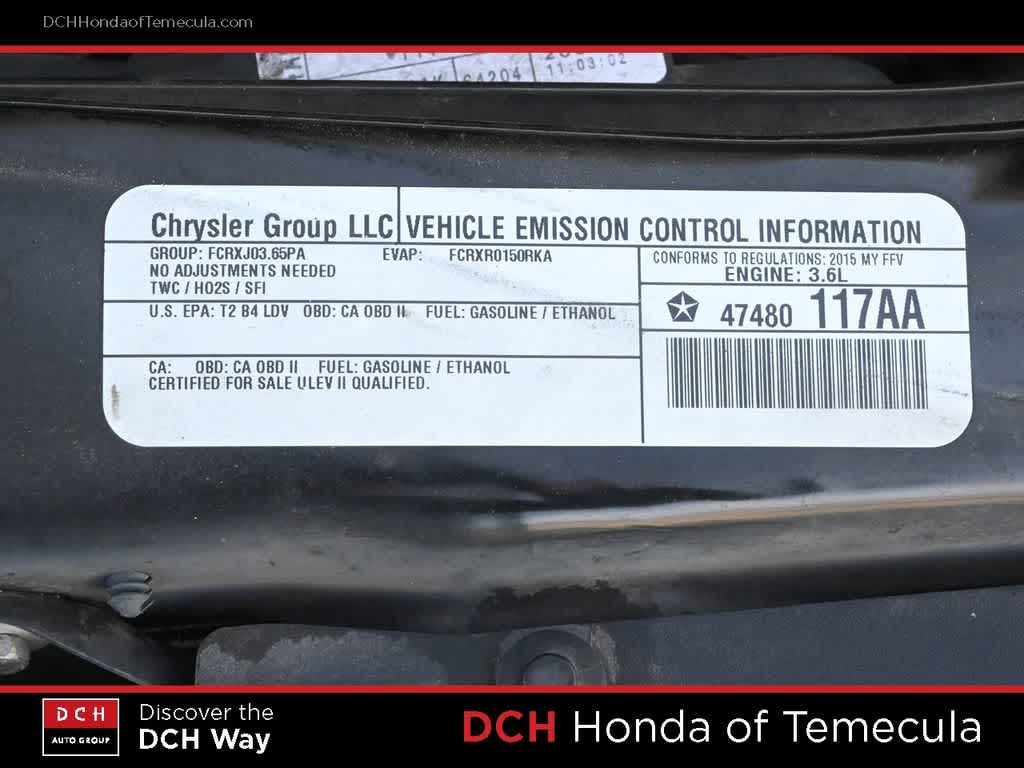 DCHHondaofTemecula.com
64204
11:03:02
Chrysler Group LLC VEHICLE EMISSION CONTROL INFORMATION
GROUP: FCRXJ03.65PA EVAP: FCRXR0150RKA
NO ADJUSTMENTS NEEDED
TWC / HO2S / SFI
CONFORMS TO REGULATIONS: 2015 MY FFV
ENGINE: 3.6L
U.S. EPA: T2 B4 LDV OBD: CA OBD II FUEL: GASOLINE / ETHANOL
47480 117AA
CA: OBD: CA OBD II FUEL: GASOLINE / ETHANOL
CERTIFIED FOR SALE ULEV II QUALIFIED.
DCH
AUTO GROUP
Discover the
DCH Way
DCH Honda of Temecula